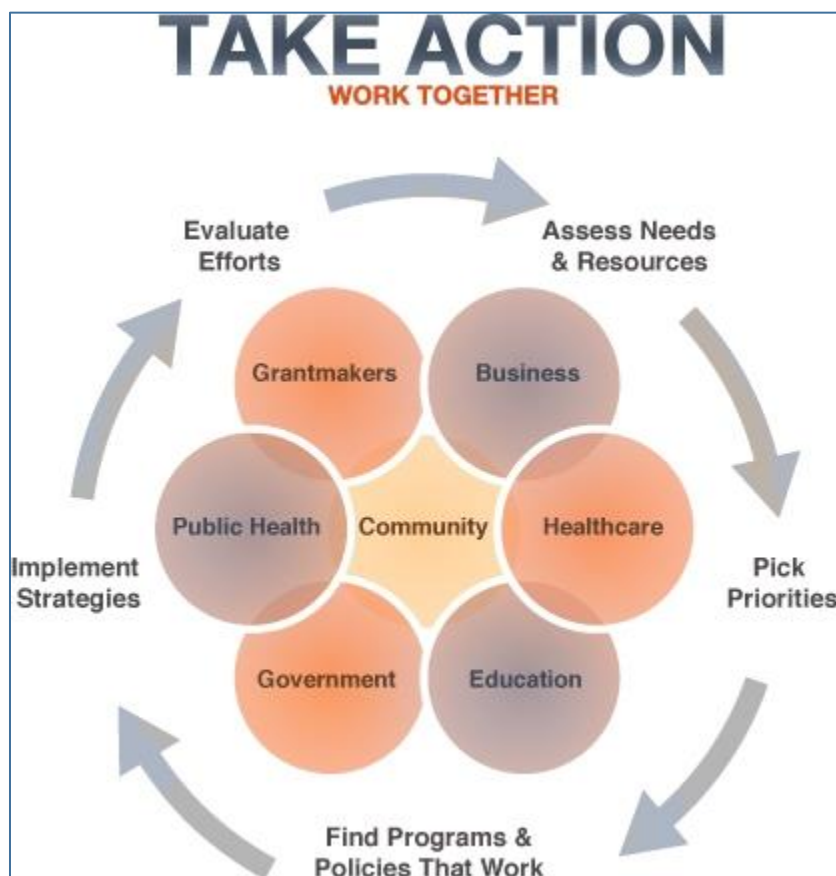 TAKE ACTION
WORK TOGETHER
Evaluate
Efforts
Assess Needs
& Resources
Grantmakers
Business
Public Health
Community
Healthcare
Implement
Strategies
Pick
Priorities
Government
Education
Find Programs &
Policies That Work